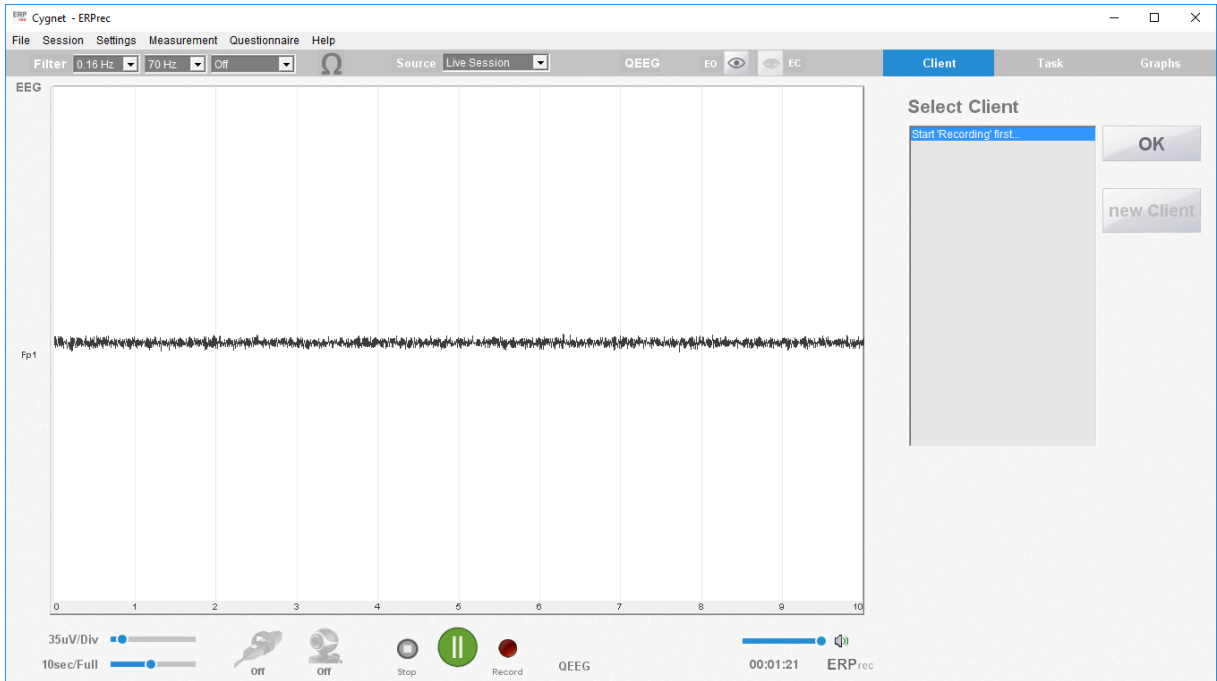 ERP rec Cygnet - ERPrec
File Session Settings Measurement Questionnaire Help
Filter 0.16 Hz 70 Hz Off Ω Source Live Session QEEG EO EC Client Task Graphs
EEG
Select Client
Start 'Recording' first...
OK
new Client
Fp1
0 1 2 3 4 5 6 7 8 9 10
35uV/Div
10sec/Full
Off Off Stop Record QEEG 00:01:21 ERPrec